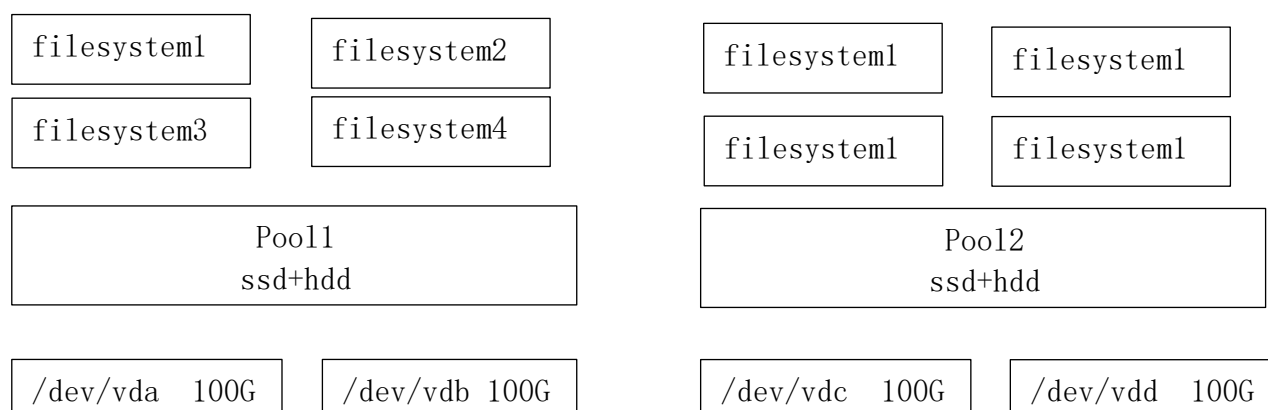 filesystem1
filesystem2
filesystem3
filesystem4
filesystem1
filesystem1
filesystem1
filesystem1
Pool1
ssd+hdd
Pool2
ssd+hdd
/dev/vda 100G
/dev/vdb 100G
/dev/vdc 100G
/dev/vdd 100G